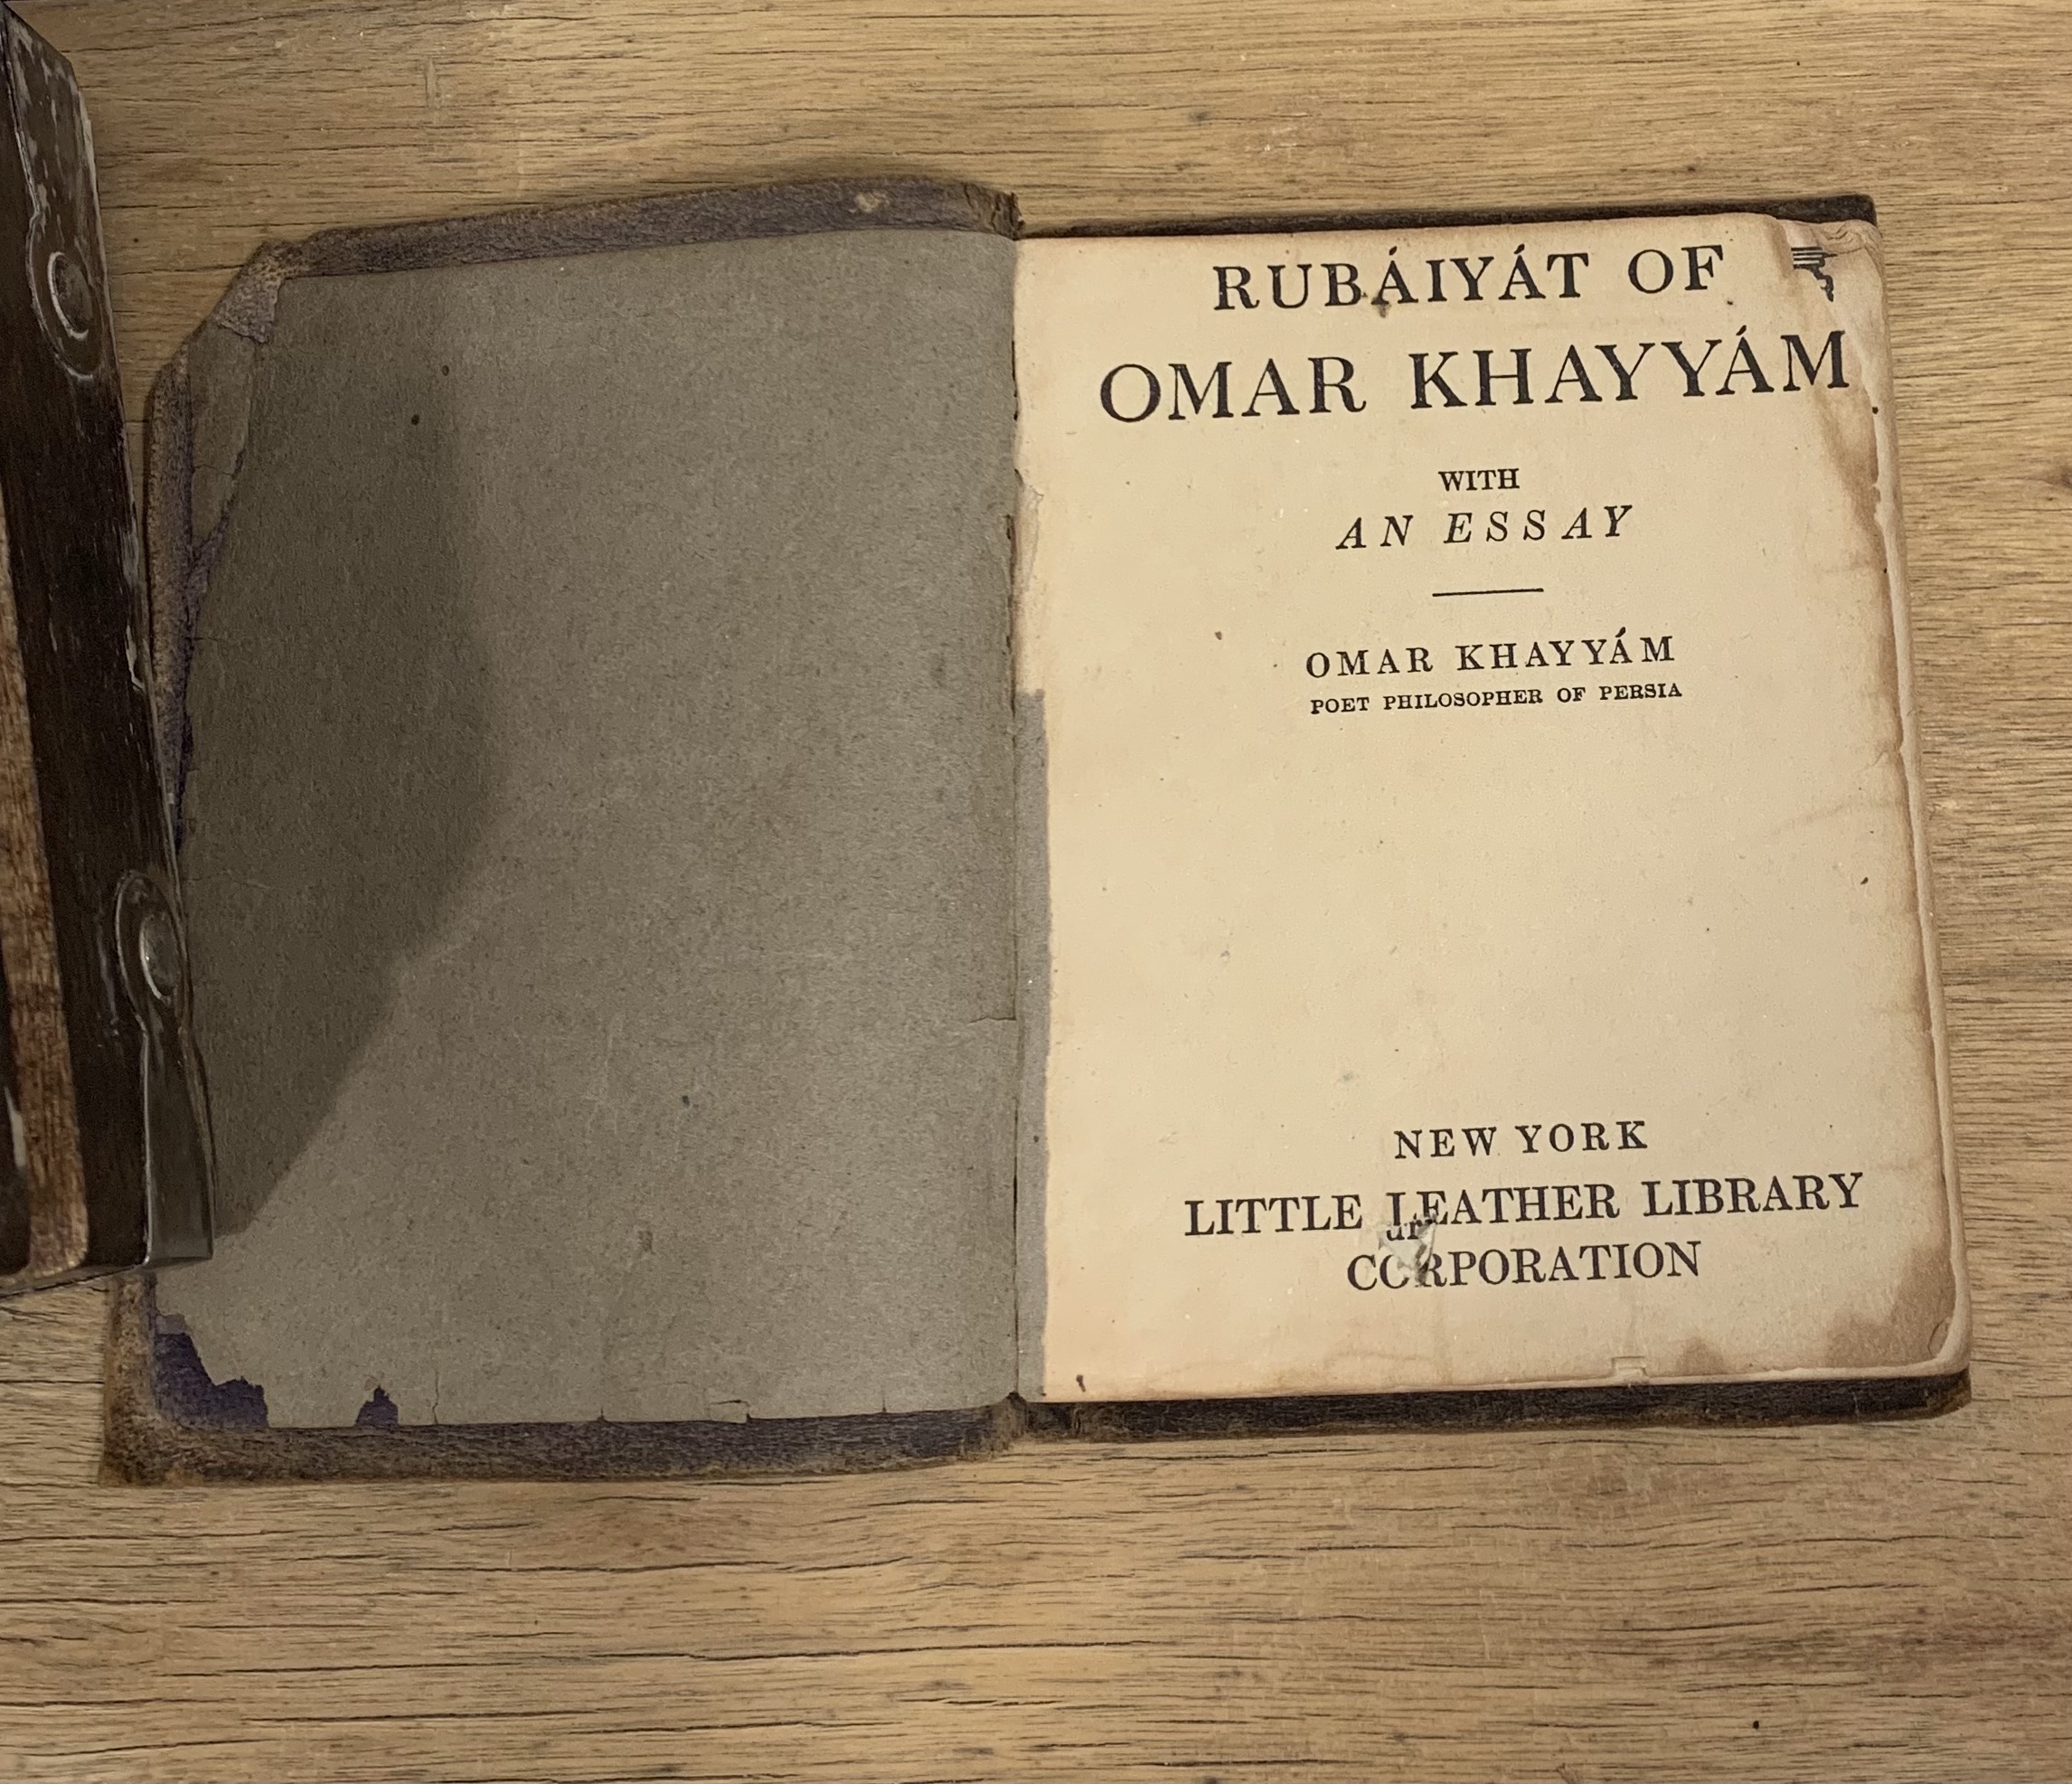 RUBÁIYÁT OF
OMAR KHAYYÁM
WITH
AN ESSAY
OMAR KHAYYÁM
POET PHILOSOPHER OF PERSIA
NEW YORK
LITTLE LEATHER LIBRARY
CORPORATION